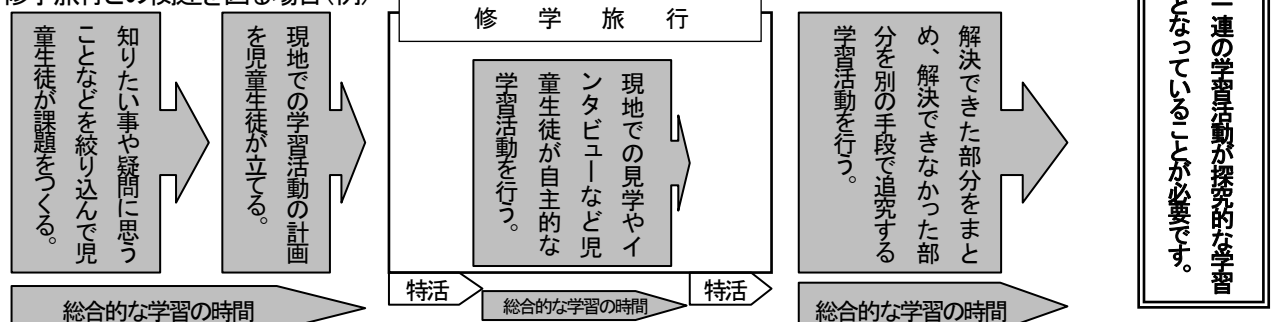 修学旅行との関連を図る場合(例)
知りたい事や疑問に思う
ことなどを絞り込んで児
童生徒が課題をつくる。
現地での学習活動の計画
を児童生徒が立てる。
修学旅行
現地での見学やイ
ンタビューなど児
童生徒が自主的な
学習活動を行う。
解決できた部分をまと
め、解決できなかった部
分を別の手段で追究する
学習活動を行う。
一連の学習活動が探究的な学習
となっていることが必要です。
総合的な学習の時間
特活
総合的な学習の時間
特活
総合的な学習の時間